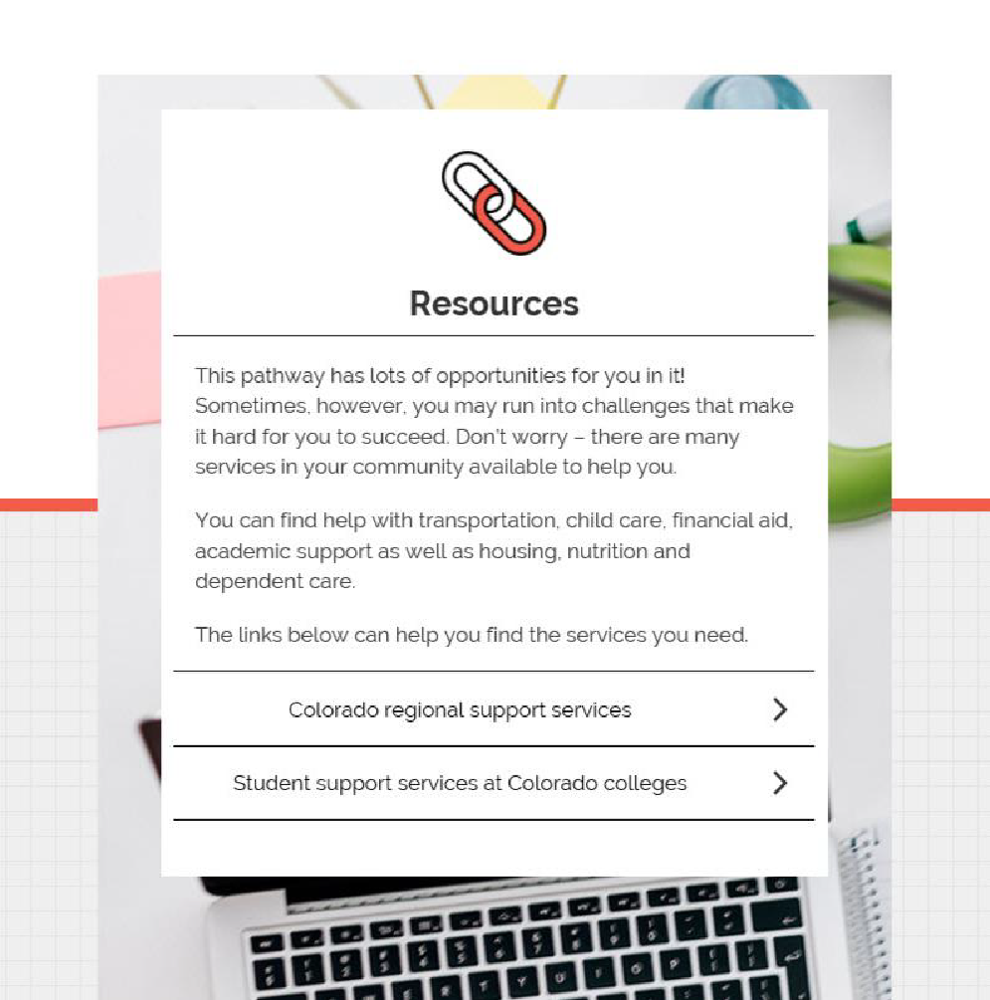 Resources
This pathway has lots of opportunities for you in it!
Sometimes, however, you may run into challenges that make
it hard for you to succeed. Don't worry – there are many
services in your community available to help you.
You can find help with transportation, child care, financial aid,
academic support as well as housing, nutrition and
dependent care.
The links below can help you find the services you need.
Colorado regional support services
Student support services at Colorado colleges